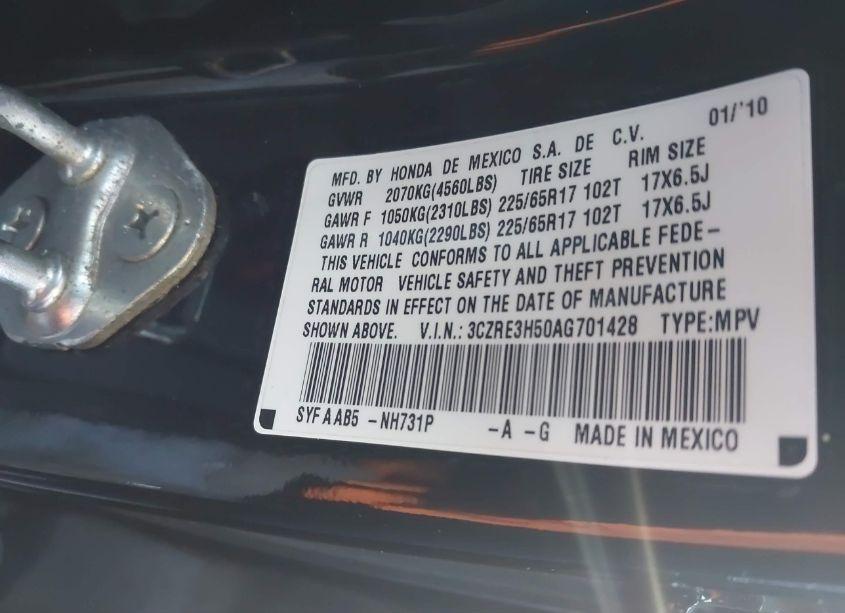 01/'10
MFD. BY HONDA DE MEXICO S.A. DE C.V.
GVWR 2070KG(4560LBS) TIRE SIZE RIM SIZE
GAWR F 1050KG(2310LBS) 225/65R17 102T 17X6.5J
GAWR R 1040KG(2290LBS) 225/65R17 102T 17X6.5J
THIS VEHICLE CONFORMS TO ALL APPLICABLE FEDE-
RAL MOTOR VEHICLE SAFETY AND THEFT PREVENTION
STANDARDS IN EFFECT ON THE DATE OF MANUFACTURE
SHOWN ABOVE. V.I.N.: 3CZRE3H50AG701428 TYPE:MPV
SYF AAB5 -NH731P -A -G MADE IN MEXICO